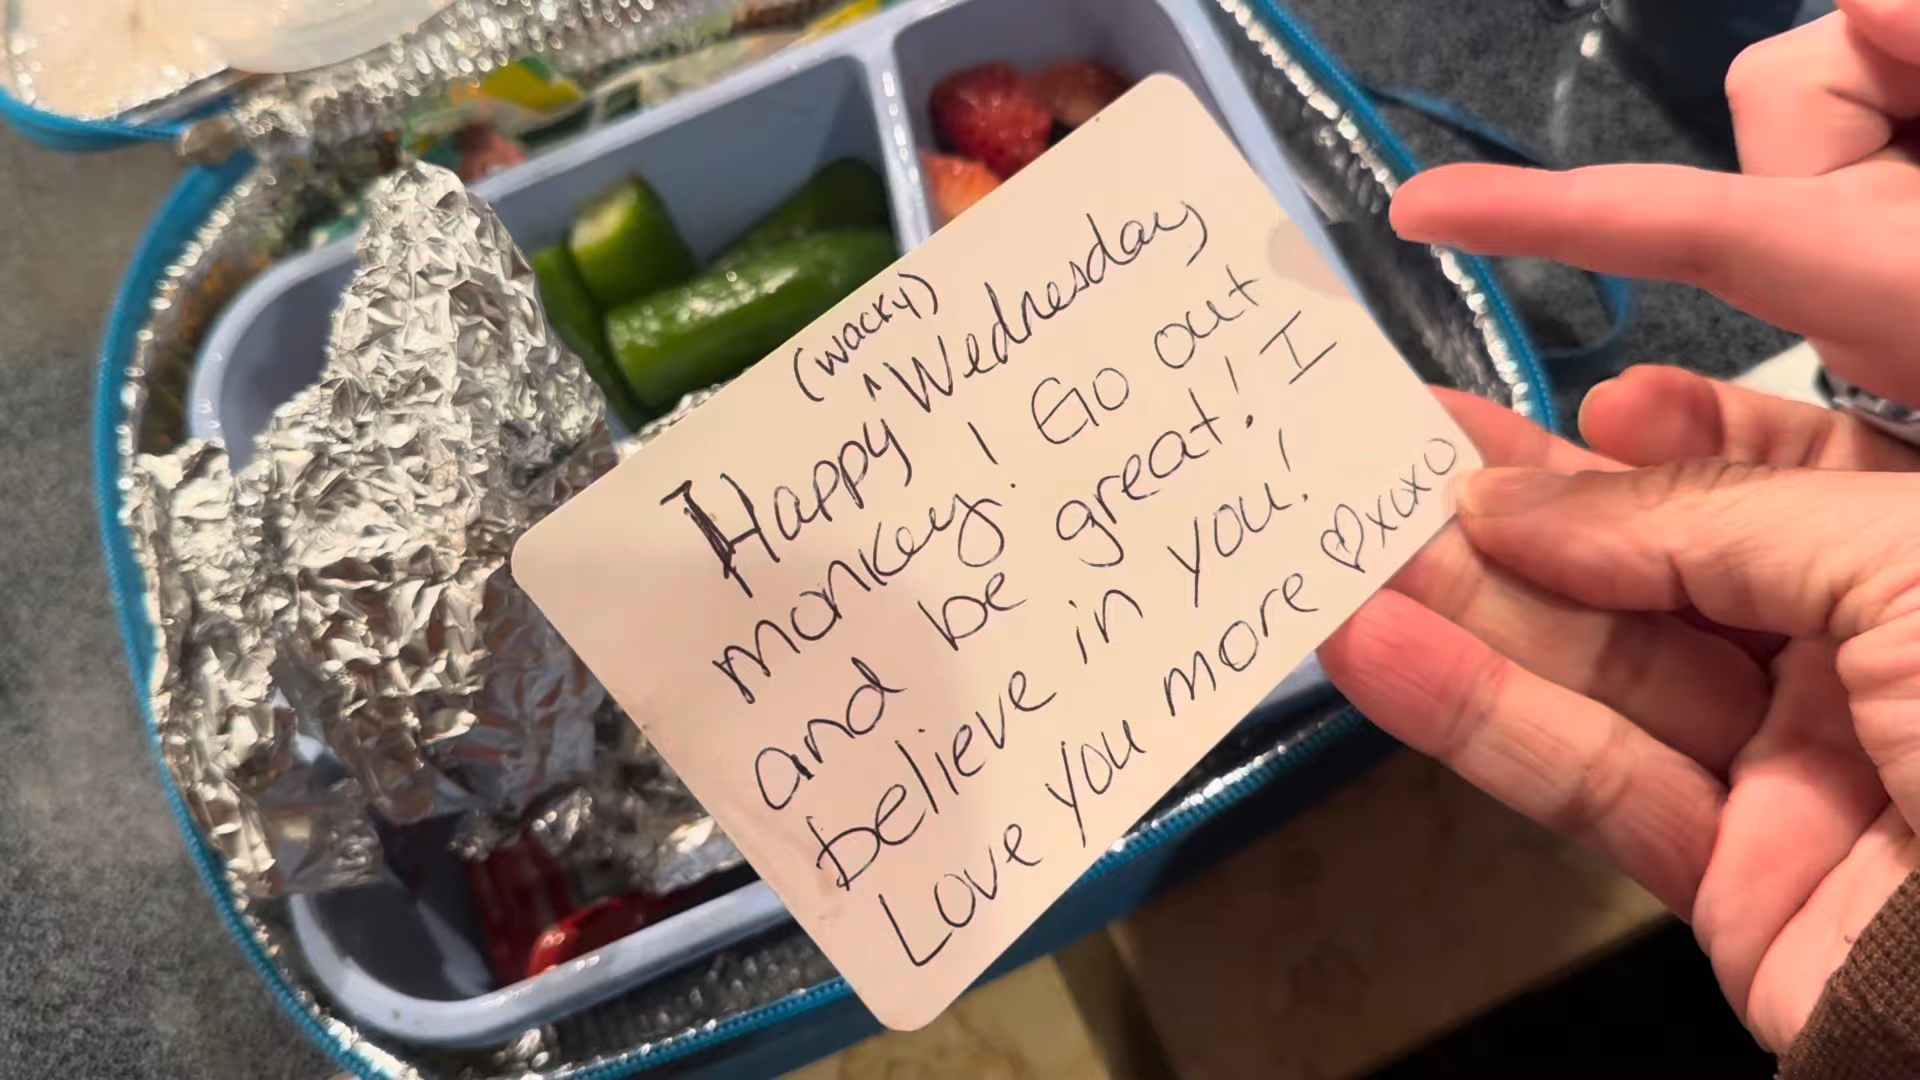 (wacky)
Happy ^ Wednesday
monkey! Go out
and be great! I
believe in you!
Love you more ♡xoxo